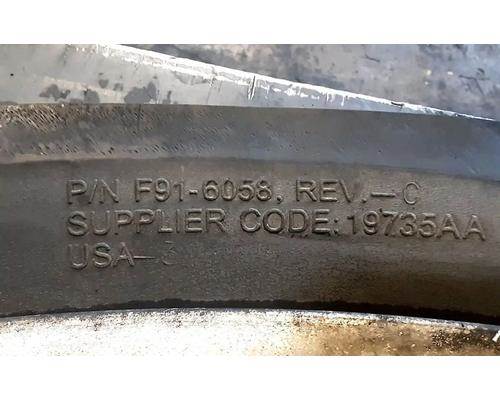 P/N F91-6058, REV.-C
SUPPLIER CODE: 19735AA
USA-3